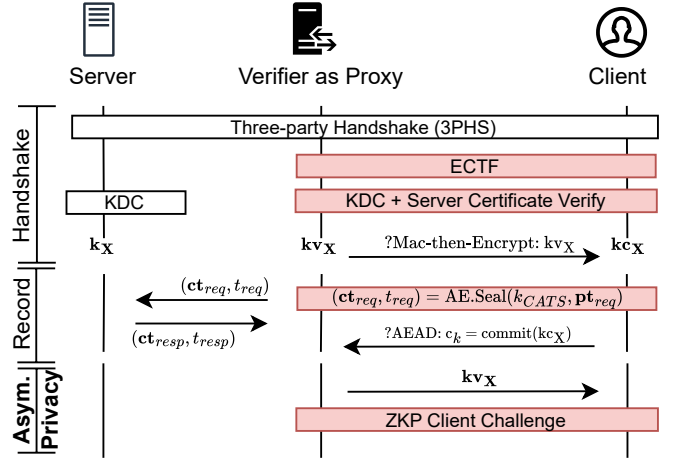 Server
Verifier as Proxy
Client
Handshake
Three-party Handshake (3PHS)
ECTF
KDC
KDC + Server Certificate Verify
k_X
kv_X
?Mac-then-Encrypt: kv_X
kc_X
Record
(ct_req, t_req)
(ct_req, t_req) = AE.Seal(k_CATS, pt_req)
(ct_resp, t_resp)
?AEAD: c_k = commit(kc_X)
Asym.
Privacy
kv_X
ZKP Client Challenge